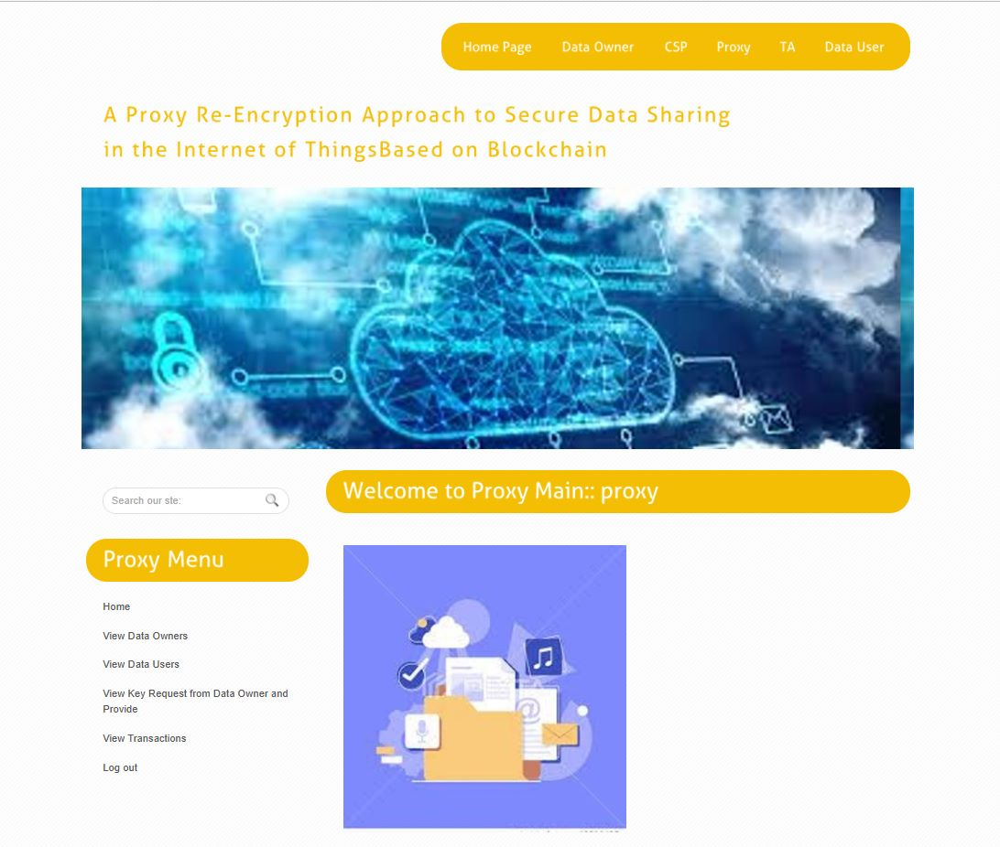 Home Page Data Owner CSP Proxy TA Data User
A Proxy Re-Encryption Approach to Secure Data Sharing
in the Internet of ThingsBased on Blockchain
Search our ste:
Welcome to Proxy Main:: proxy
Proxy Menu
Home
View Data Owners
View Data Users
View Key Request from Data Owner and
Provide
View Transactions
Log out